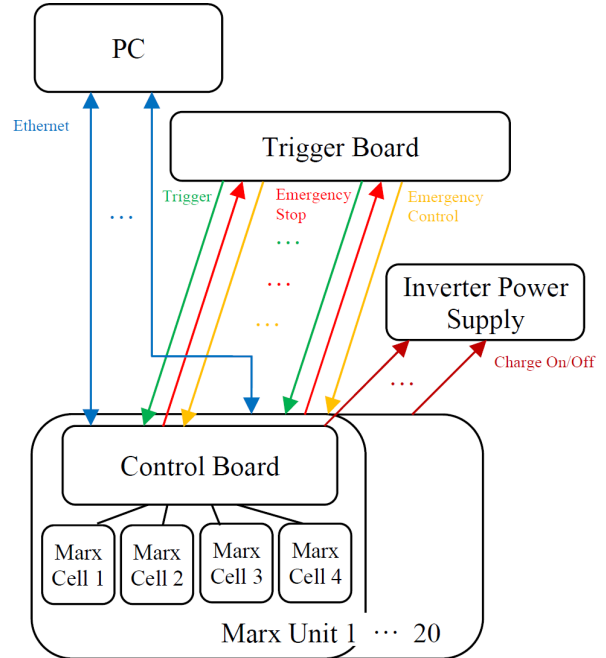 PC
Ethernet
Trigger Board
Trigger
Emergency
Stop
Emergency
Control
...
...
...
...
Inverter Power
Supply
Charge On/Off
...
Control Board
Marx
Cell 1
Marx
Cell 2
Marx
Cell 3
Marx
Cell 4
Marx Unit 1 ... 20